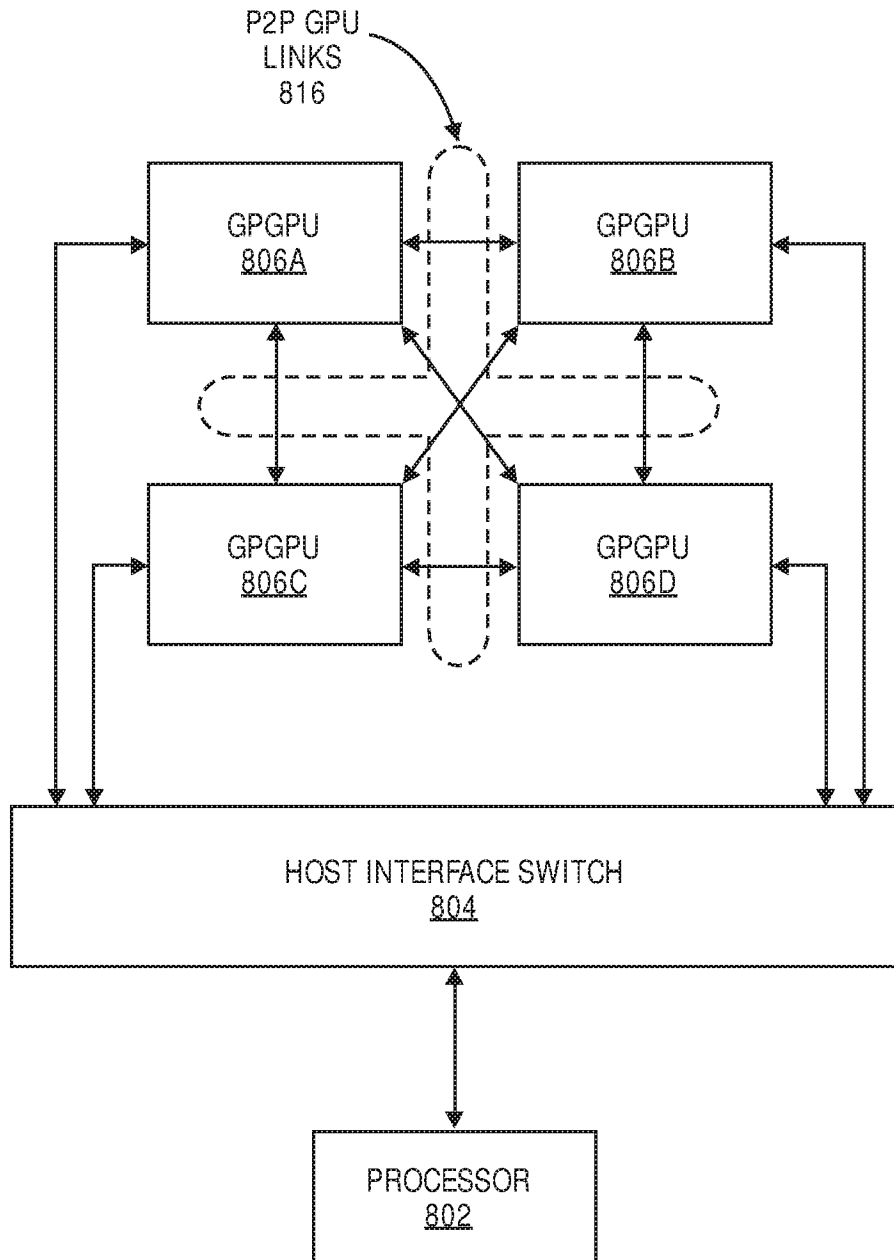 P2P GPU
LINKS
816
GPGPU
806A
GPGPU
806B
GPGPU
806C
GPGPU
806D
HOST INTERFACE SWITCH
804
PROCESSOR
802